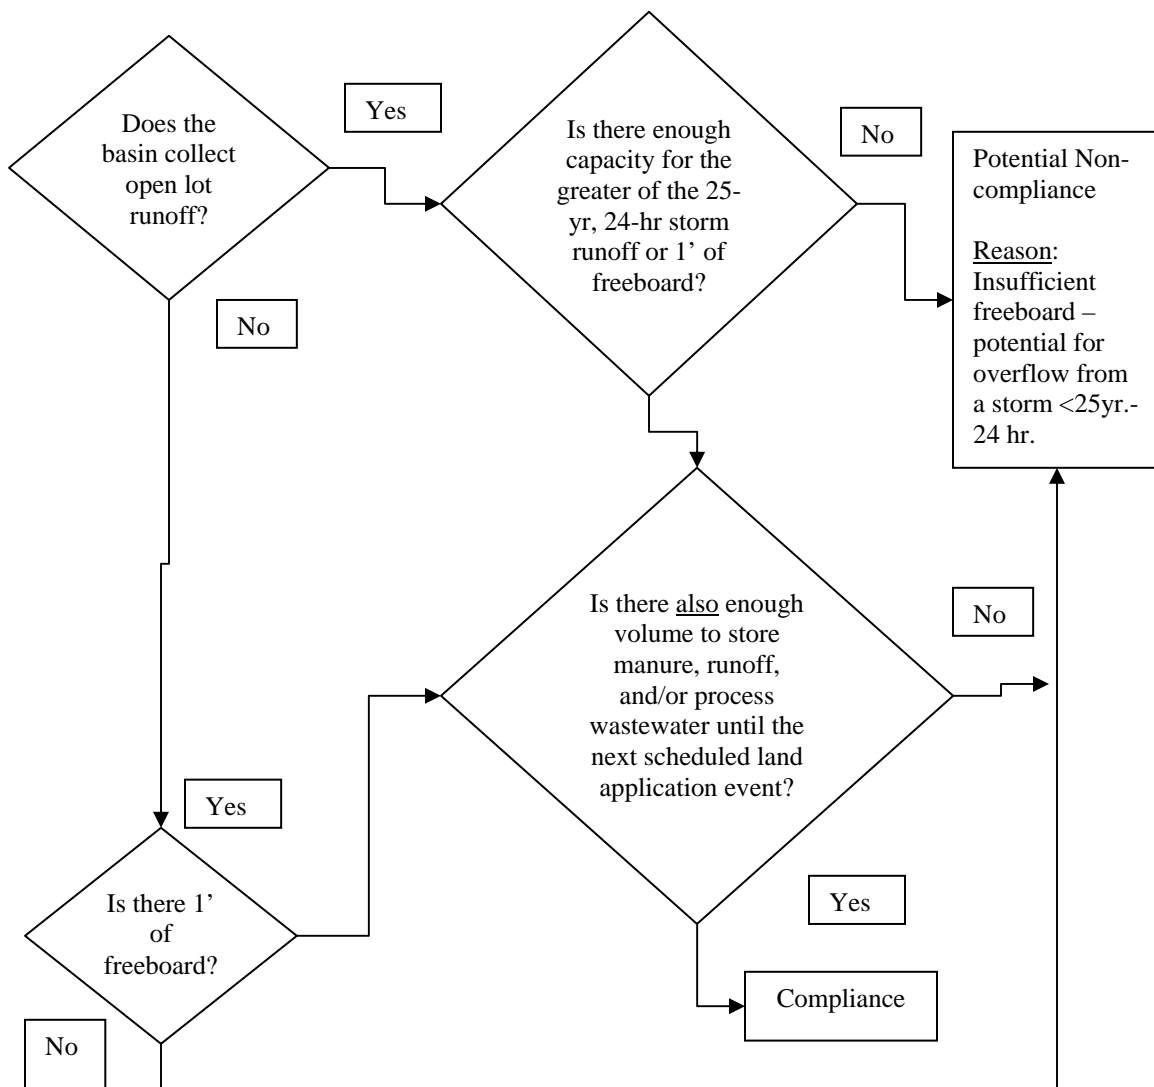 Does the
basin collect
open lot
runoff?
Yes
Is there enough
capacity for the
greater of the 25-
yr, 24-hr storm
runoff or 1’ of
freeboard?
No
Potential Non-
compliance
Reason:
Insufficient
freeboard –
potential for
overflow from
a storm <25yr.-
24 hr.
No
Is there also enough
volume to store
manure, runoff,
and/or process
wastewater until the
next scheduled land
application event?
No
Yes
Is there 1’
of
freeboard?
Yes
Compliance
No